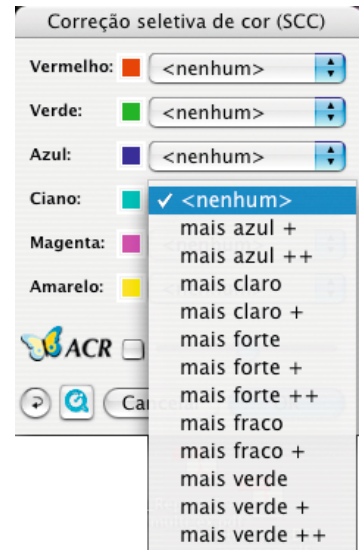 Correção seletiva de cor (SCC)
Vermelho: <nenhum>
Verde: <nenhum>
Azul: <nenhum>
Ciano: ✓ <nenhum>
mais azul +
Magenta: mais azul ++
mais claro
Amarelo: mais claro +
mais forte
ACR mais forte +
mais forte ++
mais fraco
mais fraco +
mais verde
mais verde +
mais verde ++